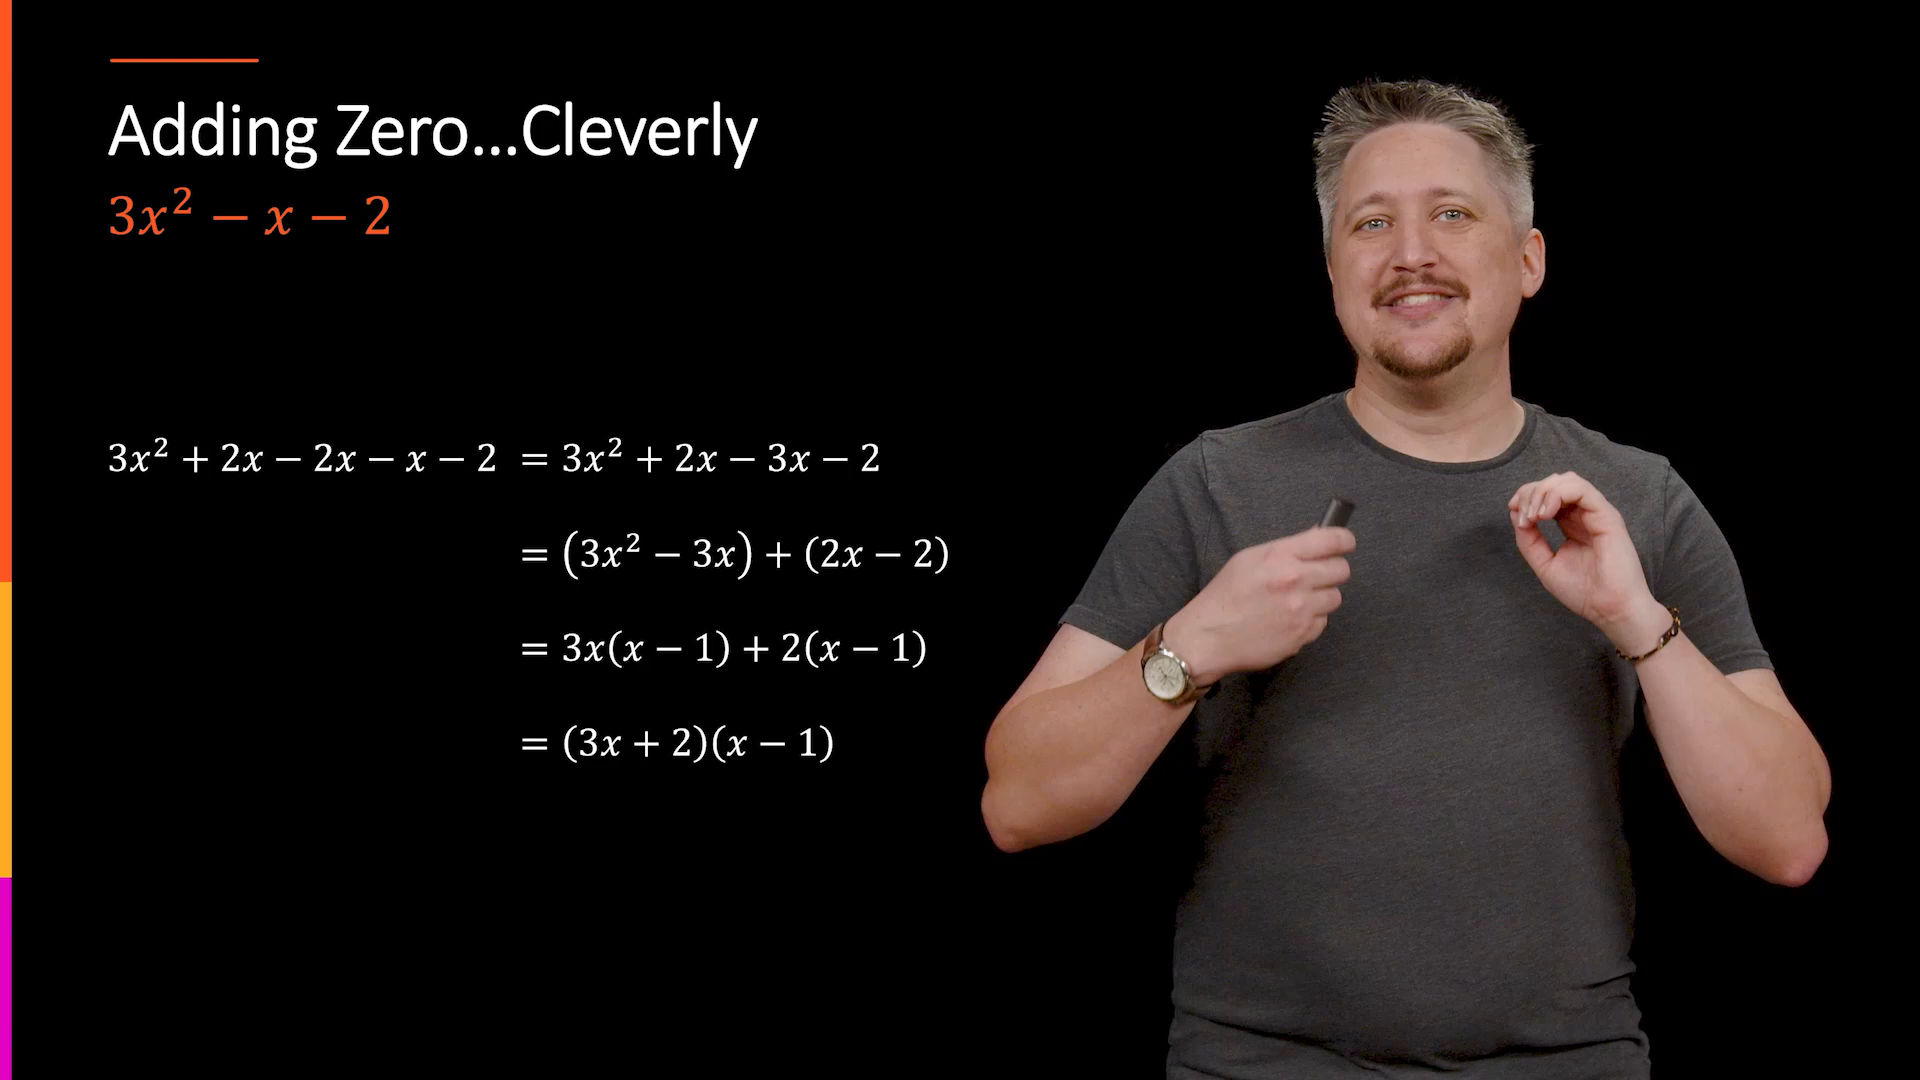 Adding Zero...Cleverly
3x² − x − 2
3x² + 2x − 2x − x − 2 = 3x² + 2x − 3x − 2
= (3x² − 3x) + (2x − 2)
= 3x(x − 1) + 2(x − 1)
= (3x + 2)(x − 1)